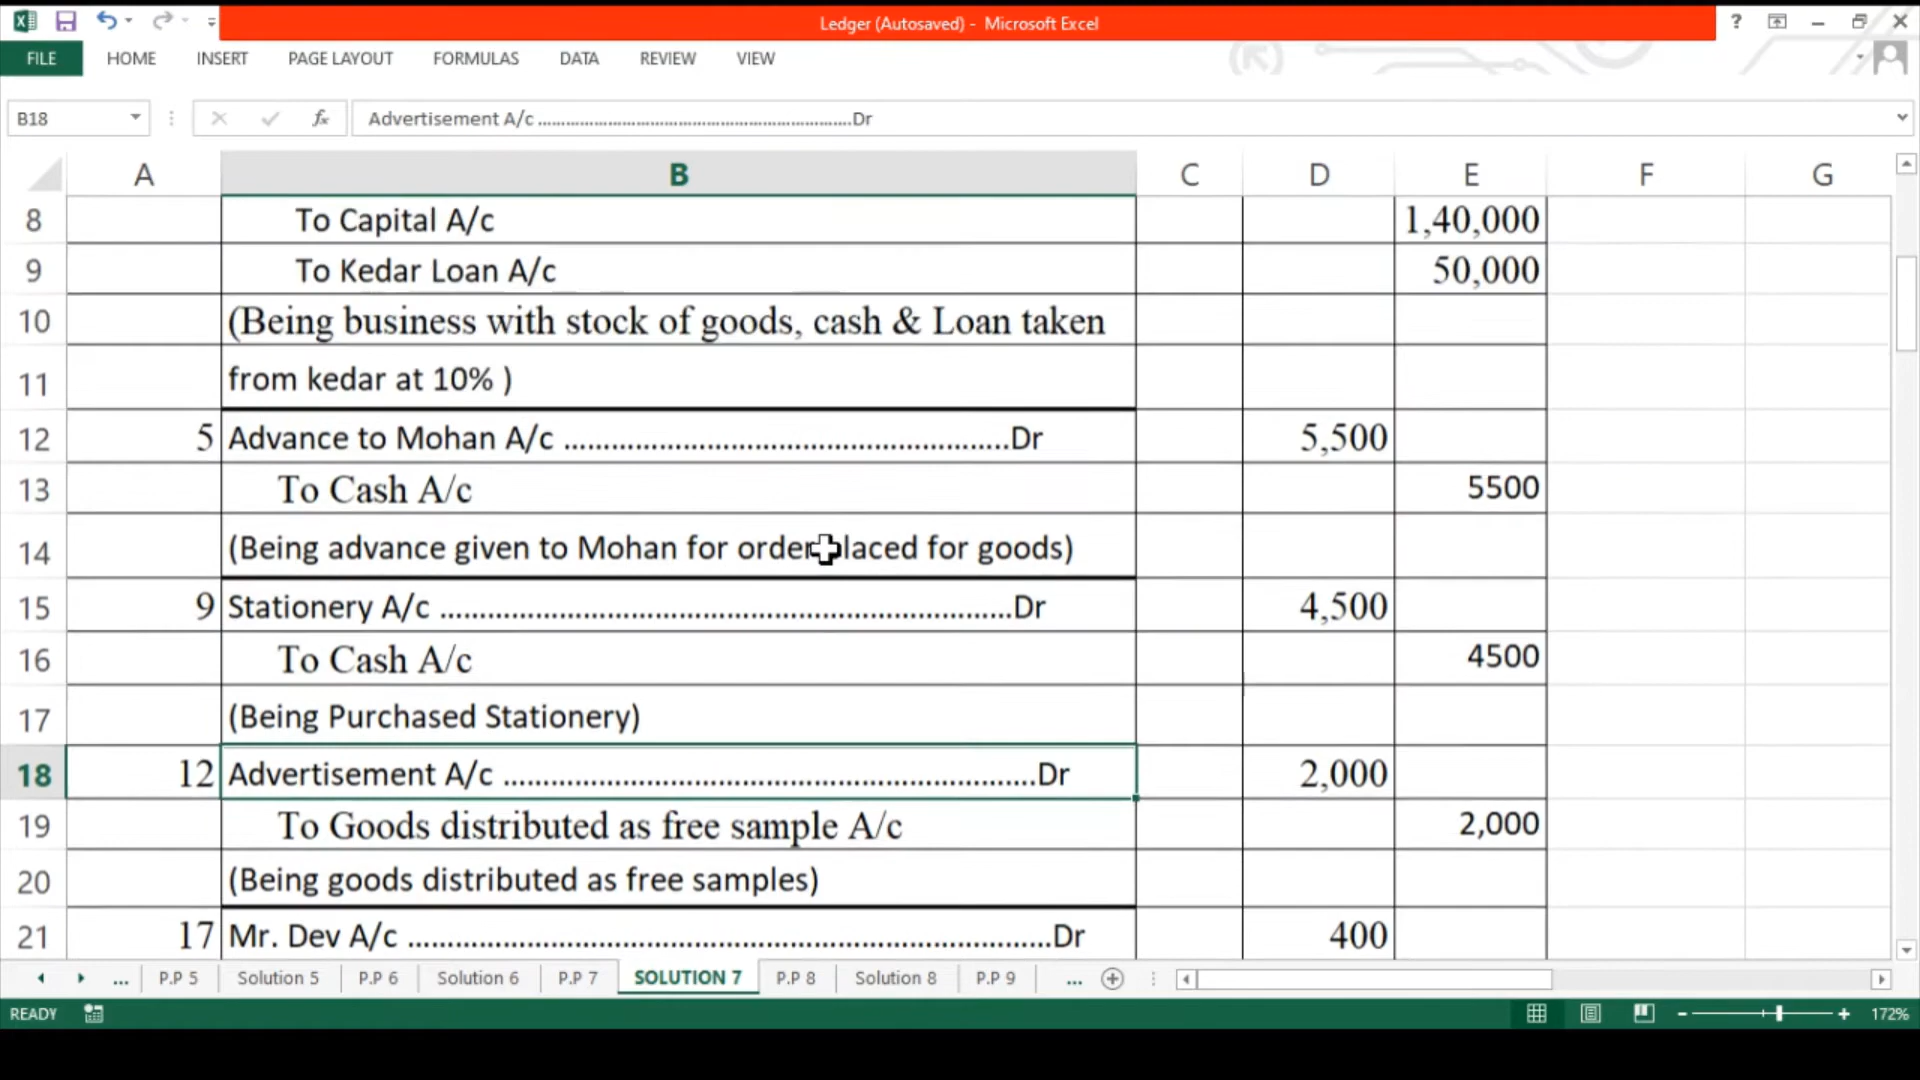 Ledger (Autosaved) - Microsoft Excel
FILE HOME INSERT PAGE LAYOUT FORMULAS DATA REVIEW VIEW
B18 fx Advertisement A/c ........................................................................Dr
A B C D E F G
8 To Capital A/c 1,40,000
9 To Kedar Loan A/c 50,000
10 (Being business with stock of goods, cash & Loan taken
11 from kedar at 10% )
12 5 Advance to Mohan A/c ........................................................Dr 5,500
13 To Cash A/c 5500
14 (Being advance given to Mohan for order placed for goods)
15 9 Stationery A/c ........................................................................Dr 4,500
16 To Cash A/c 4500
17 (Being Purchased Stationery)
18 12 Advertisement A/c ...................................................................Dr 2,000
19 To Goods distributed as free sample A/c 2,000
20 (Being goods distributed as free samples)
21 17 Mr. Dev A/c .................................................................................Dr 400
... P.P 5 Solution 5 P.P 6 Solution 6 P.P 7 SOLUTION 7 P.P 8 Solution 8 P.P 9 ...
READY 172%